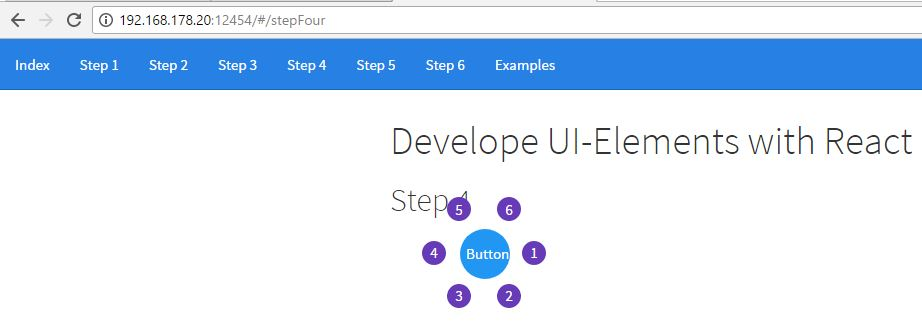 192.168.178.20:12454/#/stepFour
Index Step 1 Step 2 Step 3 Step 4 Step 5 Step 6 Examples
Develope UI-Elements with React
Step 4
5 6
4 Button 1
3 2